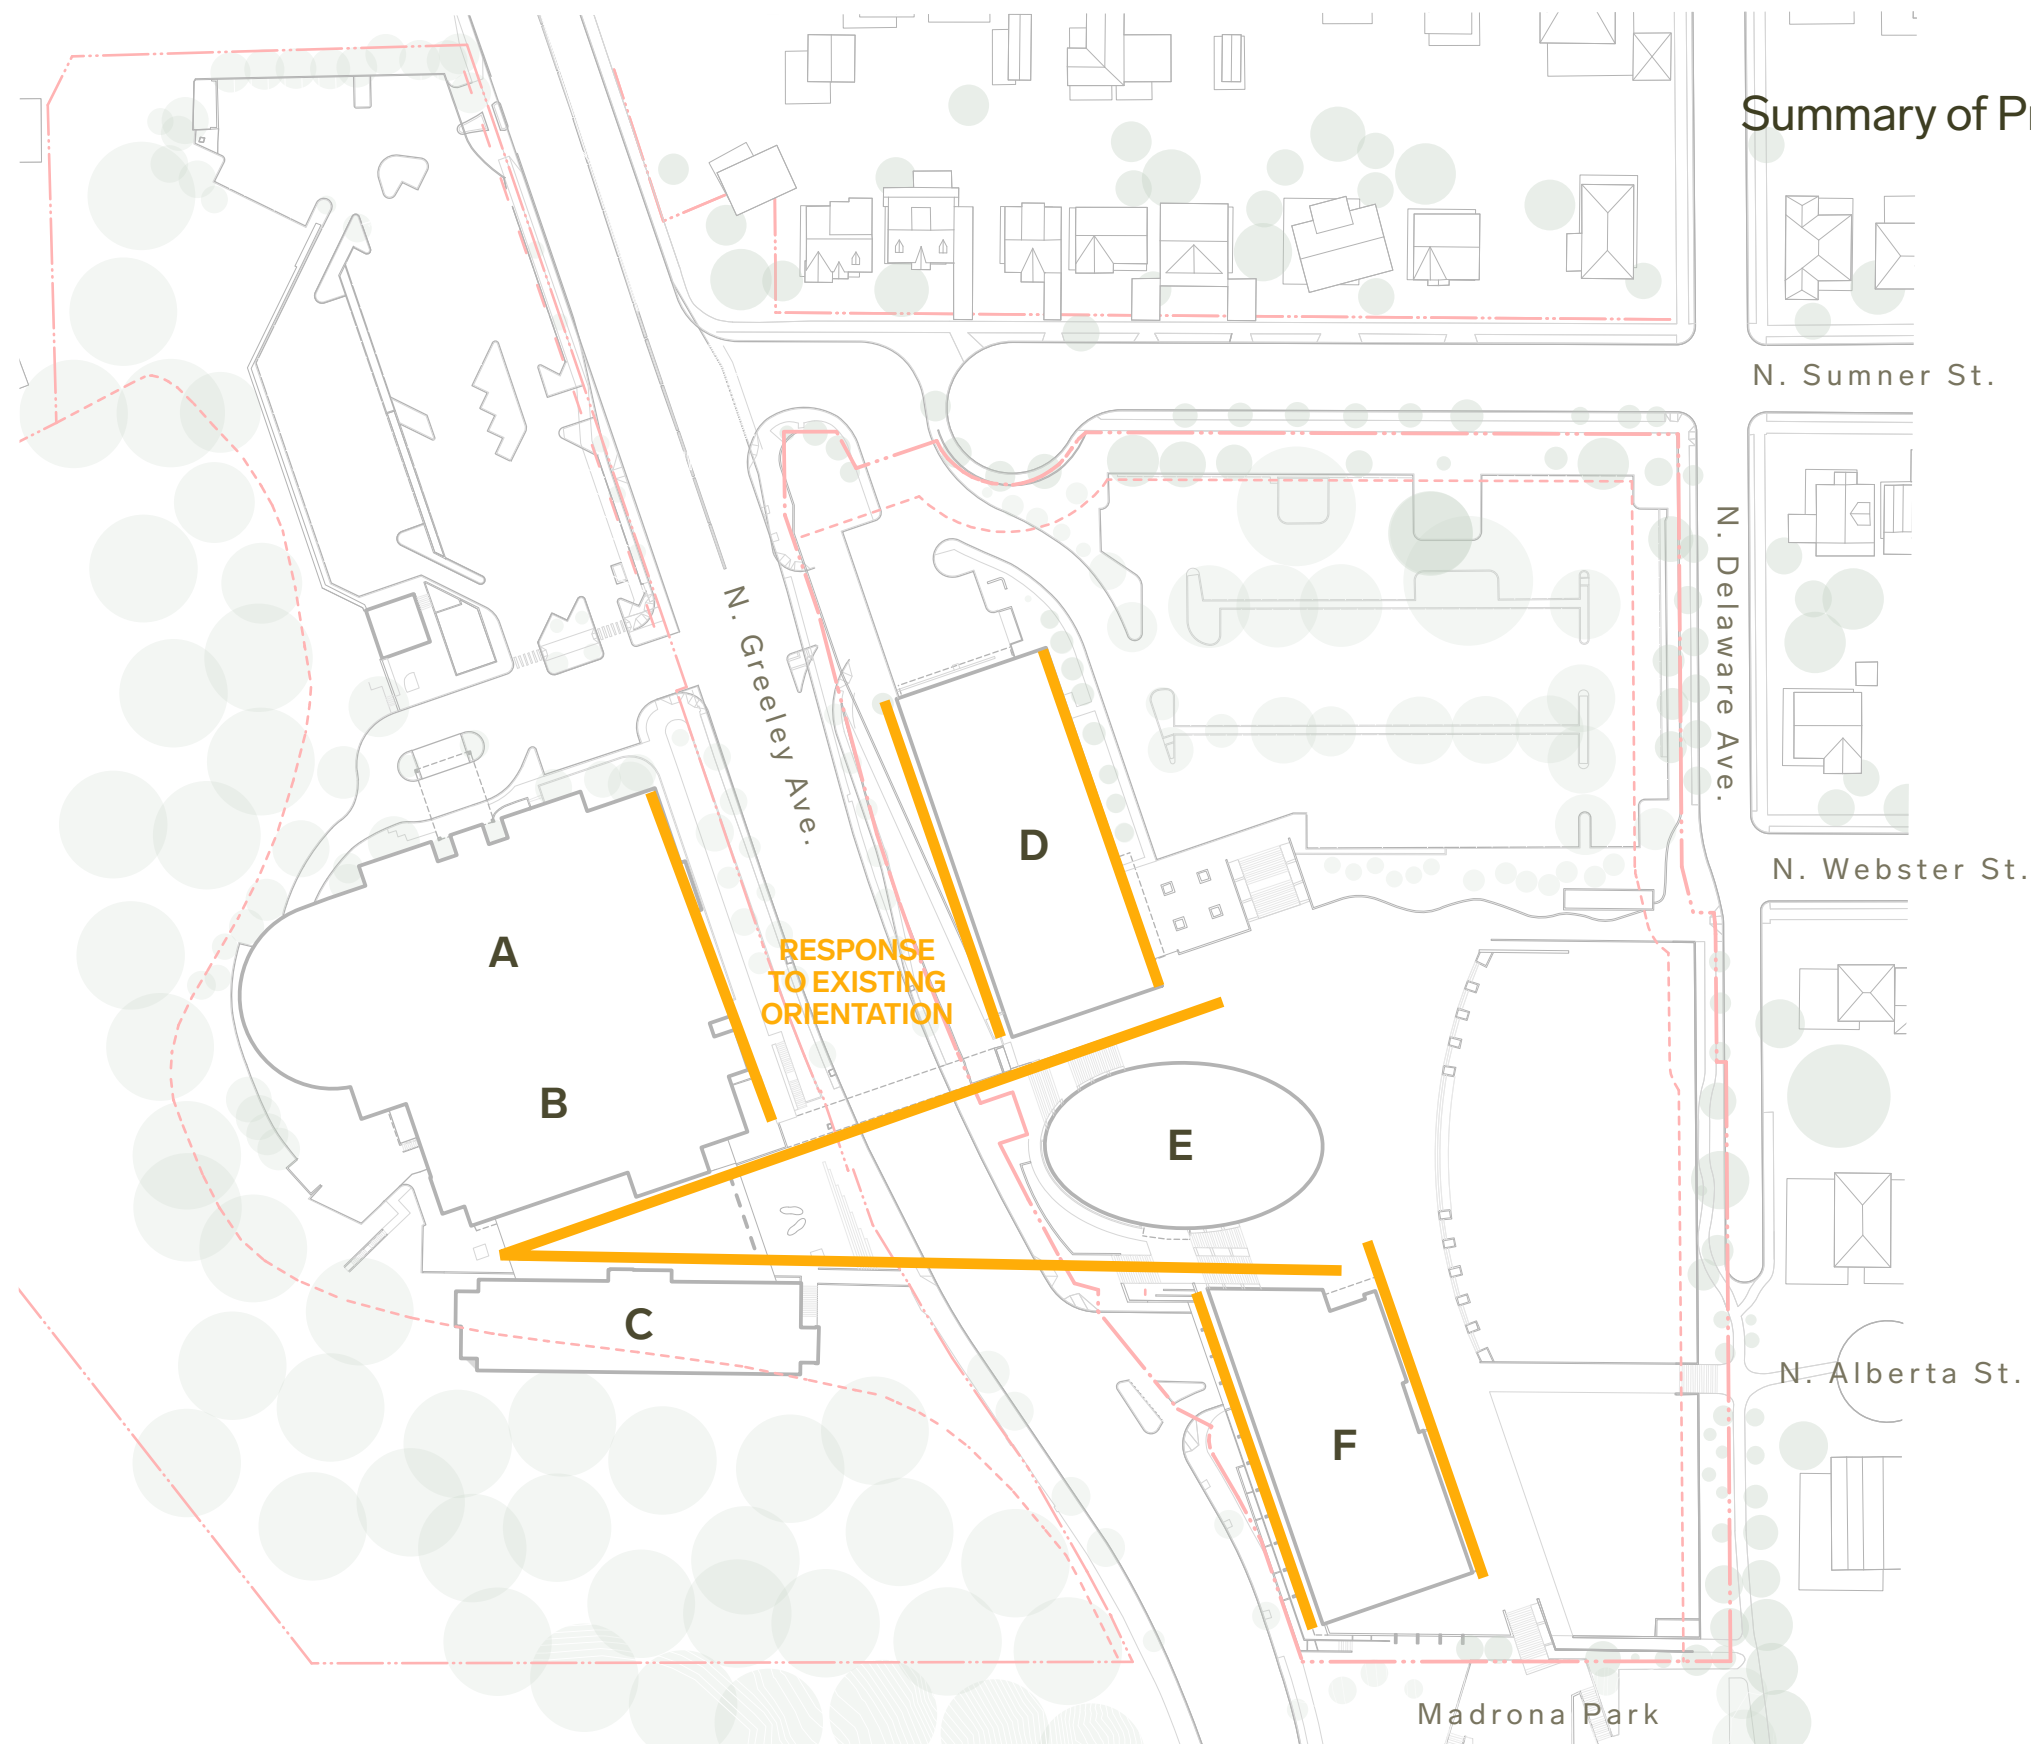 Summary of Pr
N. Sumner St.
N. Delaware Ave.
N. Greeley Ave.
D
N. Webster St.
A
RESPONSE
TO EXISTING
ORIENTATION
B
E
C
N. Alberta St.
F
Madrona Park